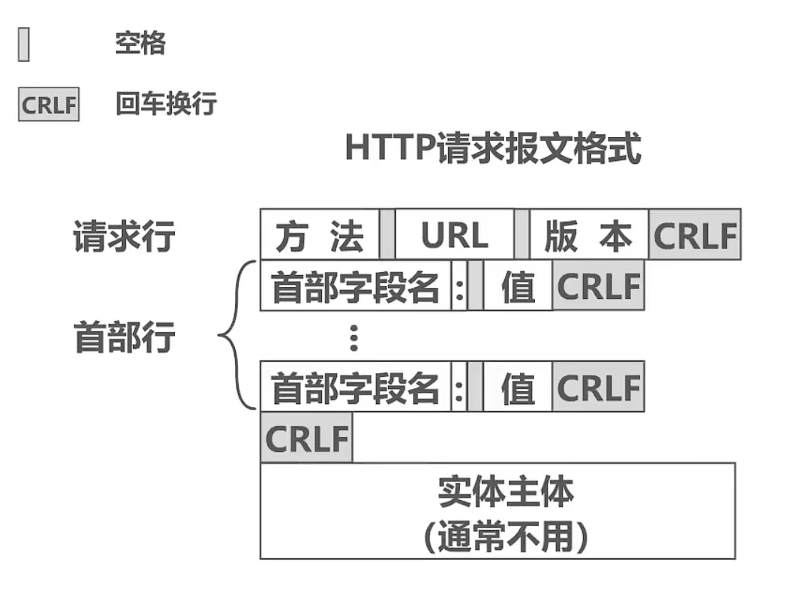 空格
CRLF 回车换行
HTTP请求报文格式
请求行 方 法 URL 版 本 CRLF
首部字段名 : 值 CRLF
首部行 ⋮
首部字段名 : 值 CRLF
CRLF
实体主体
(通常不用)